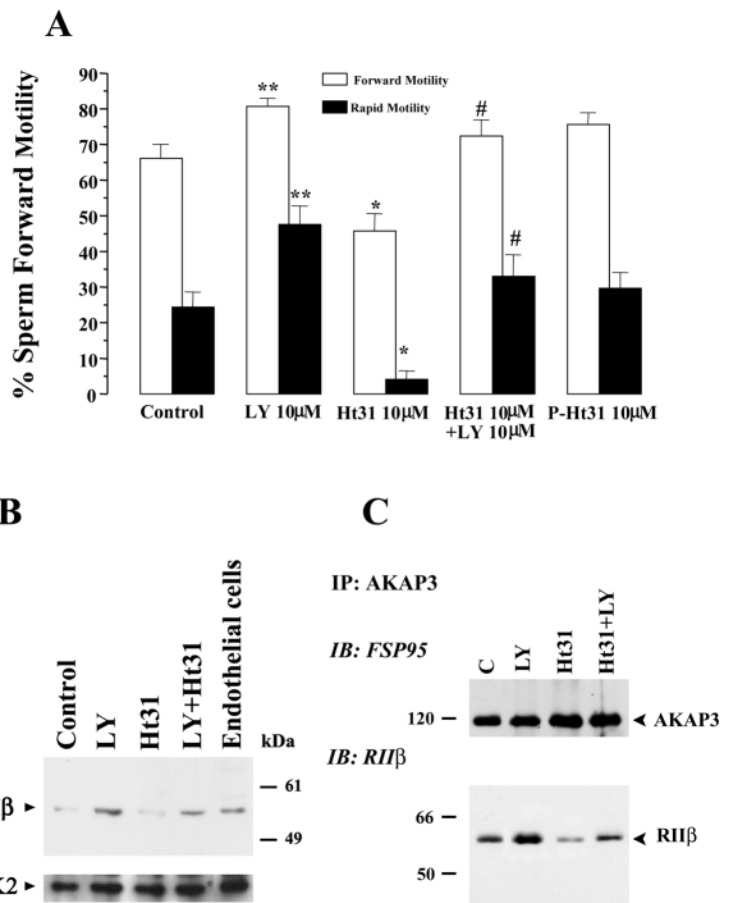 A
% Sperm Forward Motility
90
80
70
60
50
40
30
20
10
0
Forward Motility
Rapid Motility
**
**
*
*
#
#
Control
LY 10µM
Ht31 10µM
Ht31 10µM
+LY 10µM
P-Ht31 10µM
B
Control
LY
Ht31
LY+Ht31
Endothelial cells
kDa
61
49
β
K2
C
IP: AKAP3
IB: FSP95
C
LY
Ht31
Ht31+LY
120
AKAP3
IB: RIIβ
66
50
RIIβ